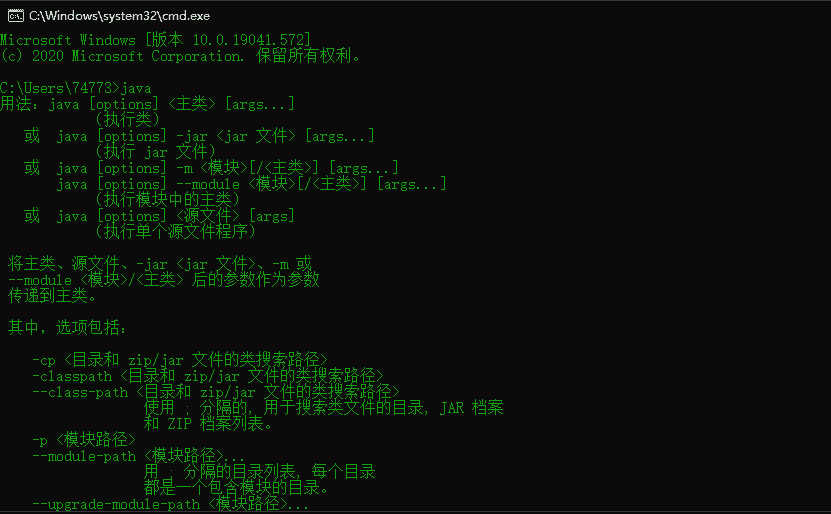 C:\Windows\system32\cmd.exe
Microsoft Windows [版本 10.0.19041.572]
(c) 2020 Microsoft Corporation. 保留所有权利。
C:\Users\74773>java
用法：java [options] <主类> [args...]
（执行类）
或 java [options] -jar <jar 文件> [args...]
（执行 jar 文件）
或 java [options] -m <模块>[/<主类>] [args...]
java [options] --module <模块>[/<主类>] [args...]
（执行模块中的主类）
或 java [options] <源文件> [args]
（执行单个源文件程序）
将主类、源文件、-jar <jar 文件>、-m 或
--module <模块>/<主类> 后的参数作为参数
传递到主类。
其中，选项包括：
-cp <目录和 zip/jar 文件的类搜索路径>
-classpath <目录和 zip/jar 文件的类搜索路径>
--class-path <目录和 zip/jar 文件的类搜索路径>
使用 ; 分隔的, 用于搜索类文件的目录, JAR 档案
和 ZIP 档案列表。
-p <模块路径>
--module-path <模块路径>...
用 ; 分隔的目录列表, 每个目录
都是一个包含模块的目录。
--upgrade-module-path <模块路径>...